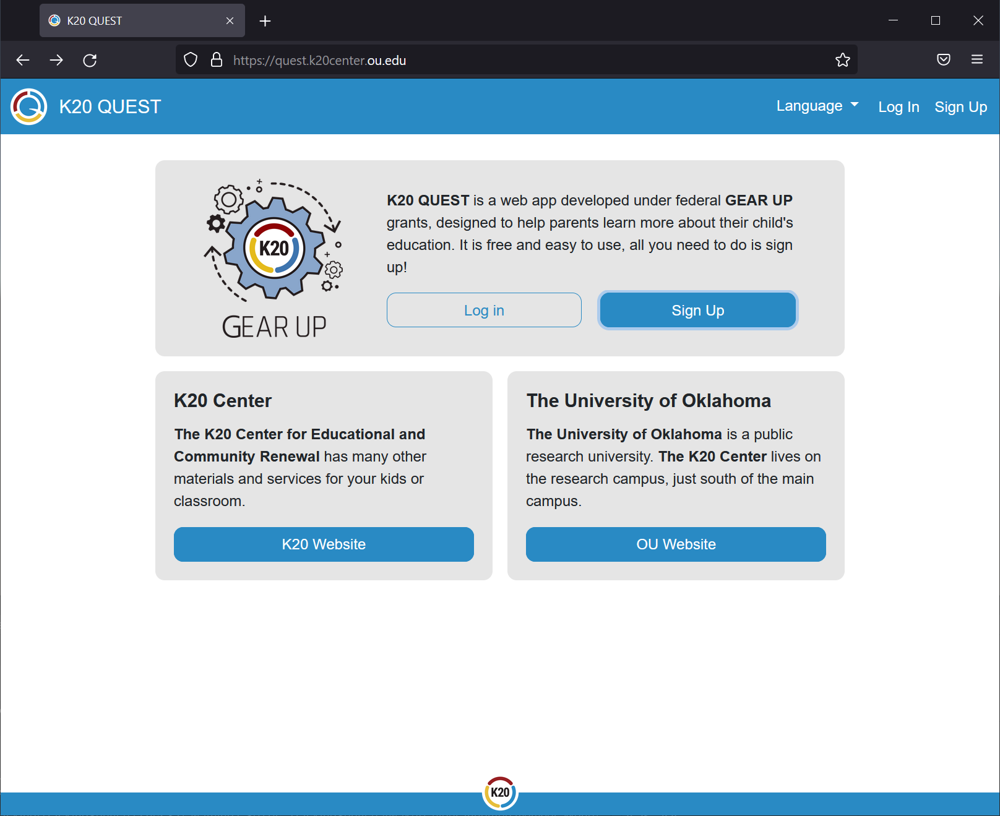 K20 QUEST
https://quest.k20center.ou.edu
K20 QUEST
Language
Log In
Sign Up
K20
GEAR UP
K20 QUEST is a web app developed under federal GEAR UP
grants, designed to help parents learn more about their child's
education. It is free and easy to use, all you need to do is sign
up!
Log in
Sign Up
K20 Center
The K20 Center for Educational and
Community Renewal has many other
materials and services for your kids or
classroom.
K20 Website
The University of Oklahoma
The University of Oklahoma is a public
research university. The K20 Center lives on
the research campus, just south of the main
campus.
OU Website
K20